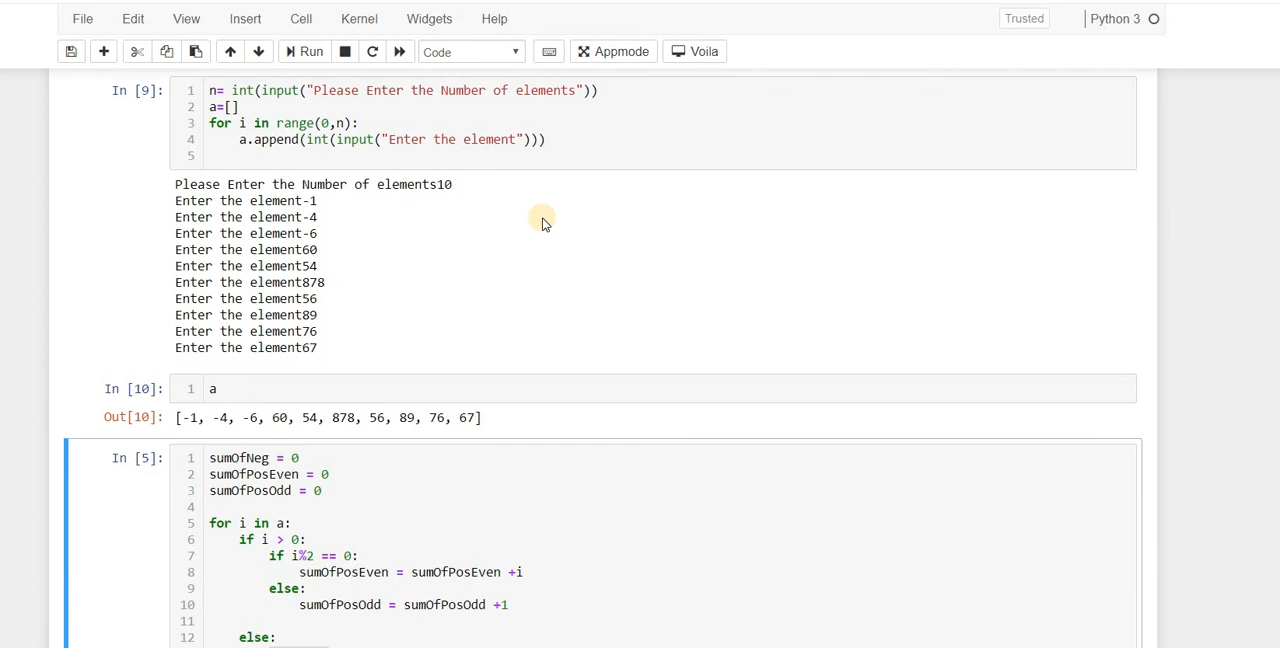 File Edit View Insert Cell Kernel Widgets Help Trusted Python 3
Run Code Appmode Voila
In [9]: 1 n= int(input("Please Enter the Number of elements"))
2 a=[]
3 for i in range(0,n):
4 a.append(int(input("Enter the element")))
5
Please Enter the Number of elements10
Enter the element-1
Enter the element-4
Enter the element-6
Enter the element60
Enter the element54
Enter the element878
Enter the element56
Enter the element89
Enter the element76
Enter the element67
In [10]: 1 a
Out[10]: [-1, -4, -6, 60, 54, 878, 56, 89, 76, 67]
In [5]: 1 sumOfNeg = 0
2 sumOfPosEven = 0
3 sumOfPosOdd = 0
4
5 for i in a:
6 if i > 0:
7 if i%2 == 0:
8 sumOfPosEven = sumOfPosEven +i
9 else:
10 sumOfPosOdd = sumOfPosOdd +1
11
12 else: